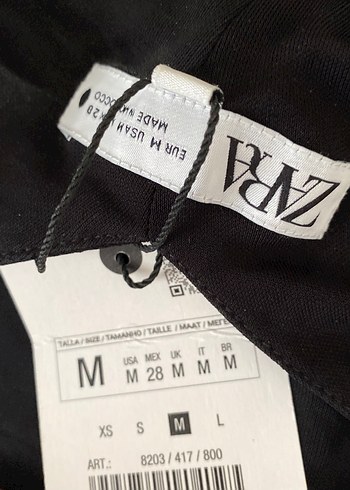 ZARA
EUR M USA M
MEX 28
MADE IN MOROCCO
TALLA / SIZE / TAMANHO / TAILLE / MAAT /
M
USA MEX UK IT BR
M 28 M M M
XS S M L
ART.: 8203 / 417 / 800